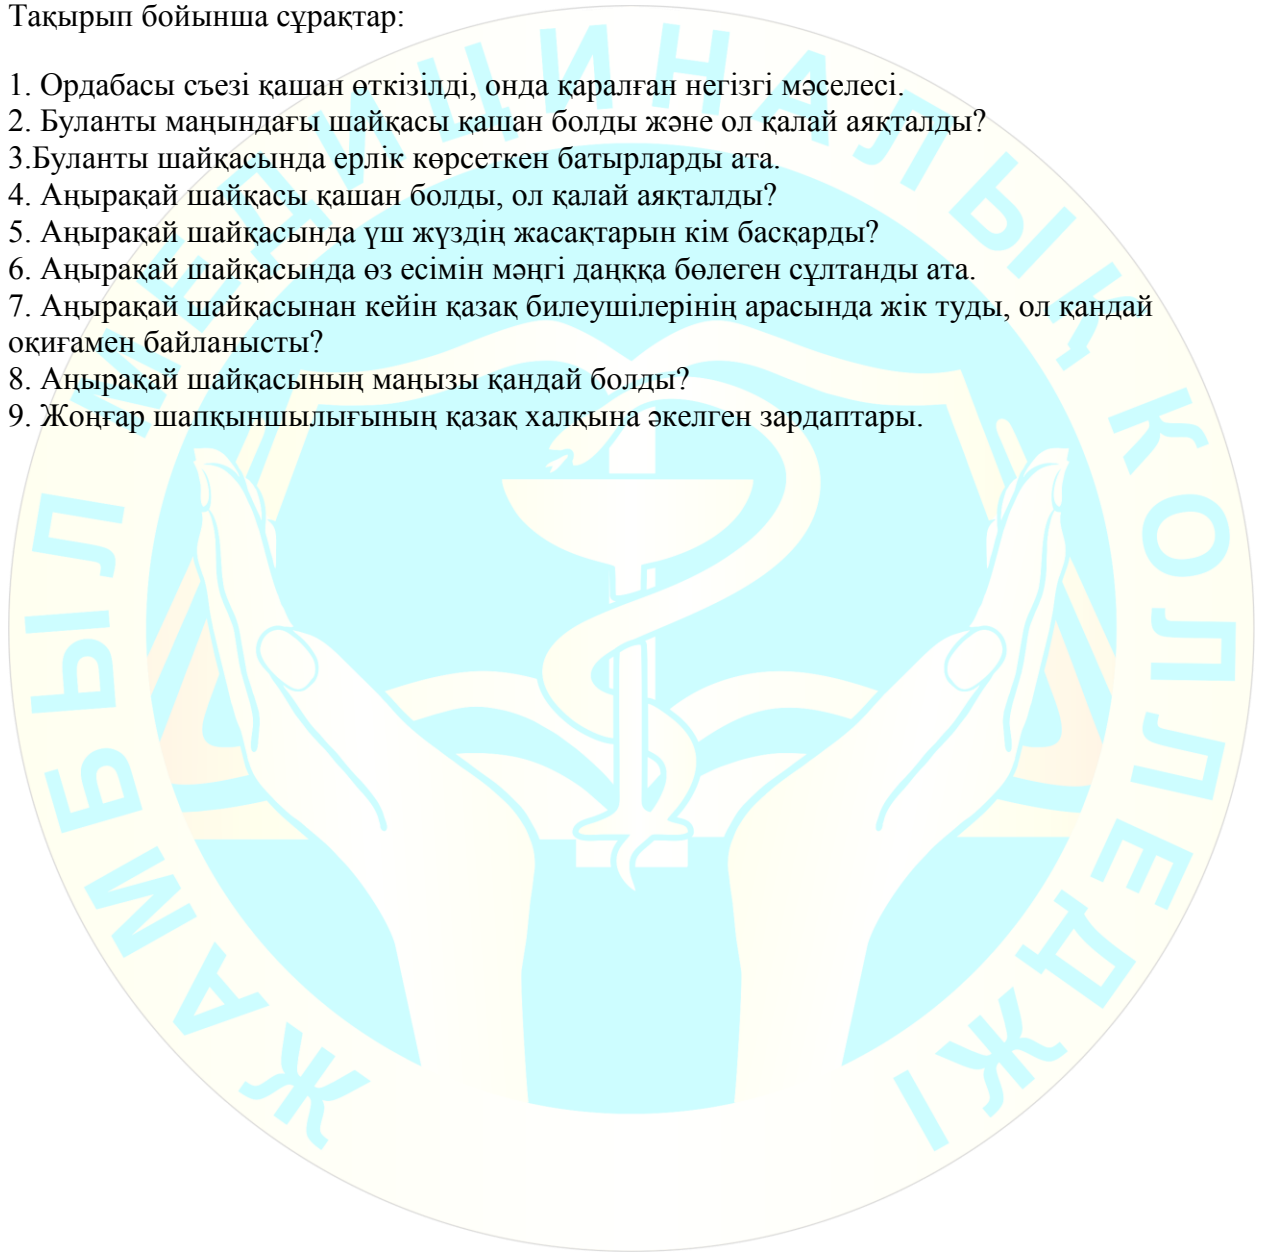 Тақырып бойынша сұрақтар:
1. Ордабасы съезі қашан өткізілді, онда қаралған негізгі мәселесі.
2. Буланты маңындағы шайқасы қашан болды және ол қалай аяқталды?
3.Буланты шайқасында ерлік көрсеткен батырларды ата.
4. Аңырақай шайқасы қашан болды, ол қалай аяқталды?
5. Аңырақай шайқасында үш жүздің жасақтарын кім басқарды?
6. Аңырақай шайқасында өз есімін мәңгі даңққа бөлеген сұлтанды ата.
7. Аңырақай шайқасынан кейін қазақ билеушілерінің арасында жік туды, ол қандай
оқиғамен байланысты?
8. Аңырақай шайқасының маңызы қандай болды?
9. Жоңғар шапқыншылығының қазақ халқына әкелген зардаптары.
ЖАМБЫЛ МЕДИЦИНАЛЫҚ КОЛЛЕДЖІ